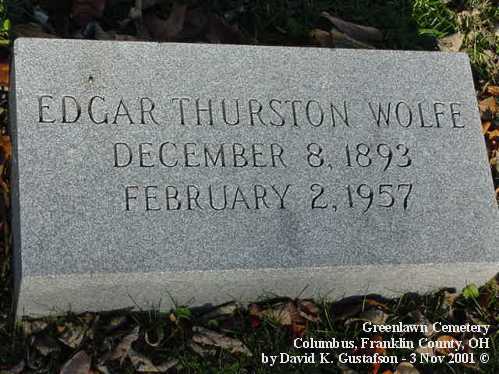 EDGAR THURSTON WOLFE
DECEMBER 8, 1893
FEBRUARY 2, 1957
Greenlawn Cemetery
Columbus, Franklin County, OH
by David K. Gustafson - 3 Nov 2001 ©